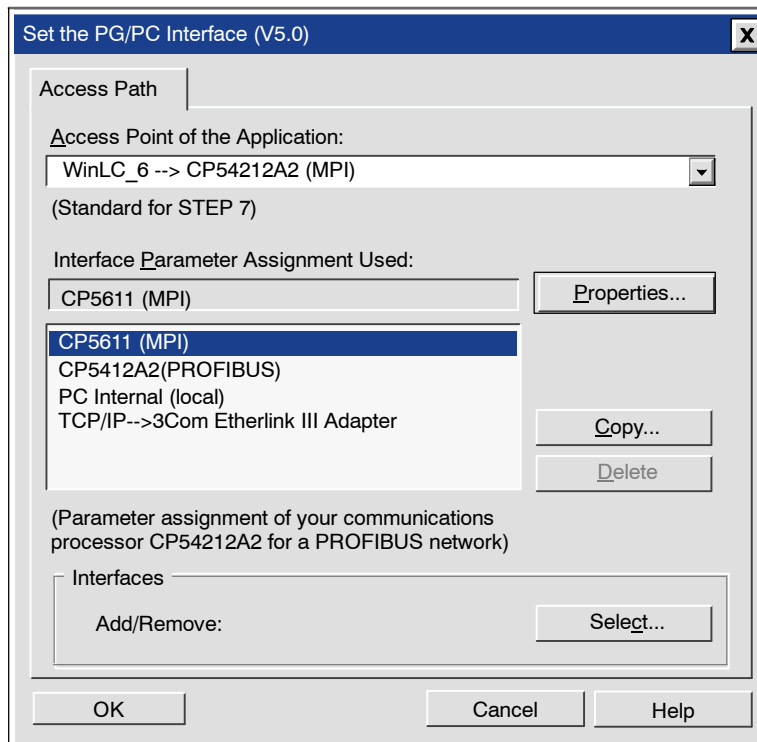 Set the PG/PC Interface (V5.0)
X
Access Path
Access Point of the Application:
WinLC_6 --> CP54212A2 (MPI)
(Standard for STEP 7)
Interface Parameter Assignment Used:
CP5611 (MPI)
Properties...
CP5611 (MPI)
CP5412A2(PROFIBUS)
PC Internal (local)
TCP/IP-->3Com Etherlink III Adapter
Copy...
Delete
(Parameter assignment of your communications
processor CP54212A2 for a PROFIBUS network)
Interfaces
Add/Remove:
Select...
OK
Cancel
Help